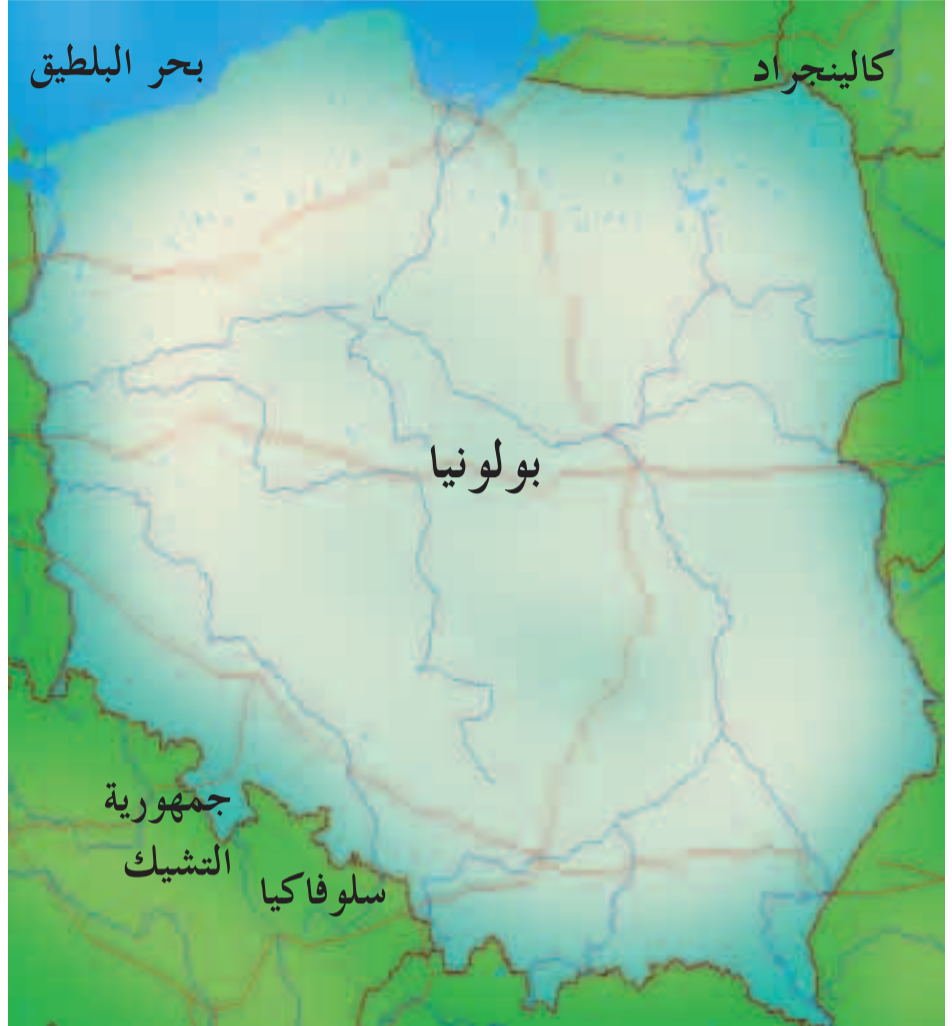 بحر البلطيق
كالينجراد
بولونيا
جمهورية
التشيك
سلوفاكيا